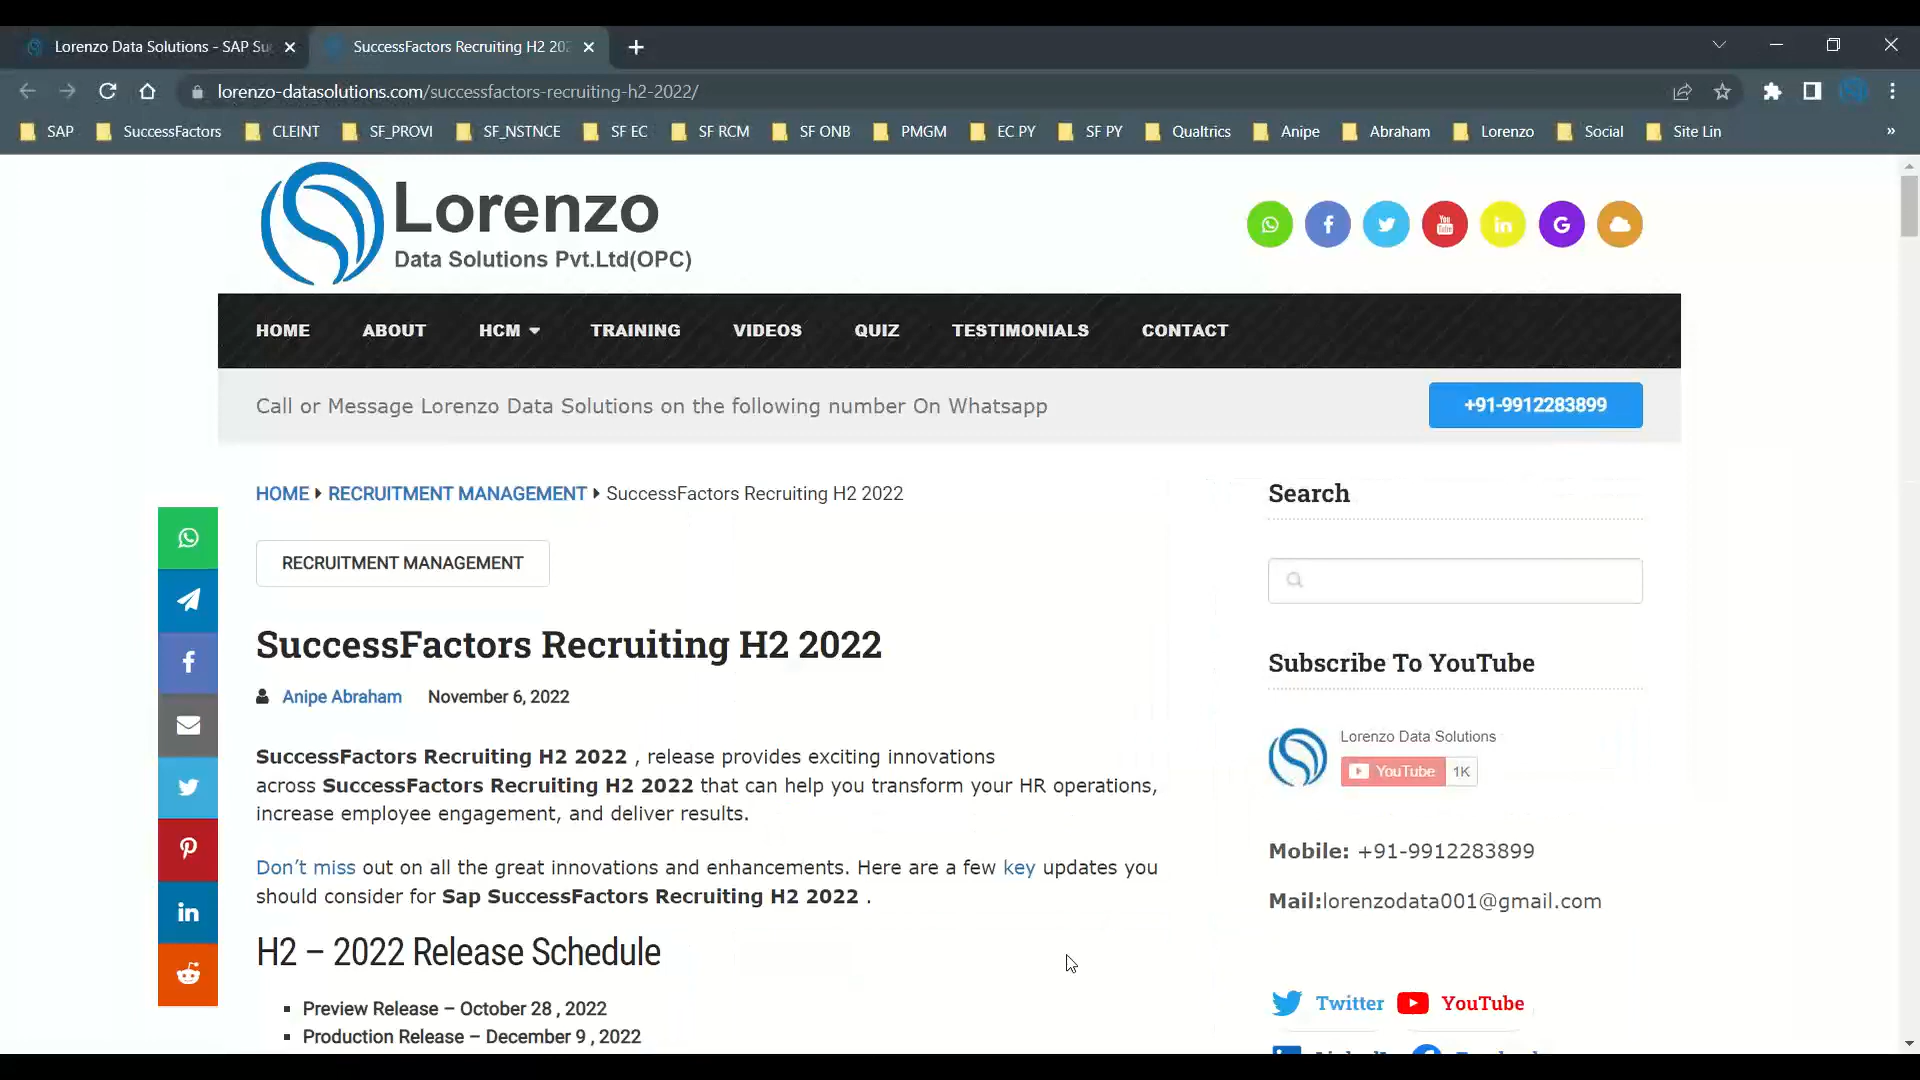 Lorenzo Data Solutions - SAP Su
SuccessFactors Recruiting H2 202
lorenzo-datasolutions.com/successfactors-recruiting-h2-2022/
SAP
SuccessFactors
CLEINT
SF_PROVI
SF_NSTNCE
SF EC
SF RCM
SF ONB
PMGM
EC PY
SF PY
Qualtrics
Anipe
Abraham
Lorenzo
Social
Site Lin
Lorenzo
Data Solutions Pvt.Ltd(OPC)
HOME ABOUT HCM TRAINING VIDEOS QUIZ TESTIMONIALS CONTACT
Call or Message Lorenzo Data Solutions on the following number On Whatsapp
+91-9912283899
HOME RECRUITMENT MANAGEMENT SuccessFactors Recruiting H2 2022
RECRUITMENT MANAGEMENT
SuccessFactors Recruiting H2 2022
Anipe Abraham November 6, 2022
SuccessFactors Recruiting H2 2022 , release provides exciting innovations
across SuccessFactors Recruiting H2 2022 that can help you transform your HR operations,
increase employee engagement, and deliver results.
Don’t miss out on all the great innovations and enhancements. Here are a few key updates you
should consider for Sap SuccessFactors Recruiting H2 2022 .
H2 – 2022 Release Schedule
Preview Release – October 28 , 2022
Production Release – December 9 , 2022
Search
Subscribe To YouTube
Lorenzo Data Solutions
YouTube 1K
Mobile: +91-9912283899
Mail:lorenzodata001@gmail.com
Twitter YouTube